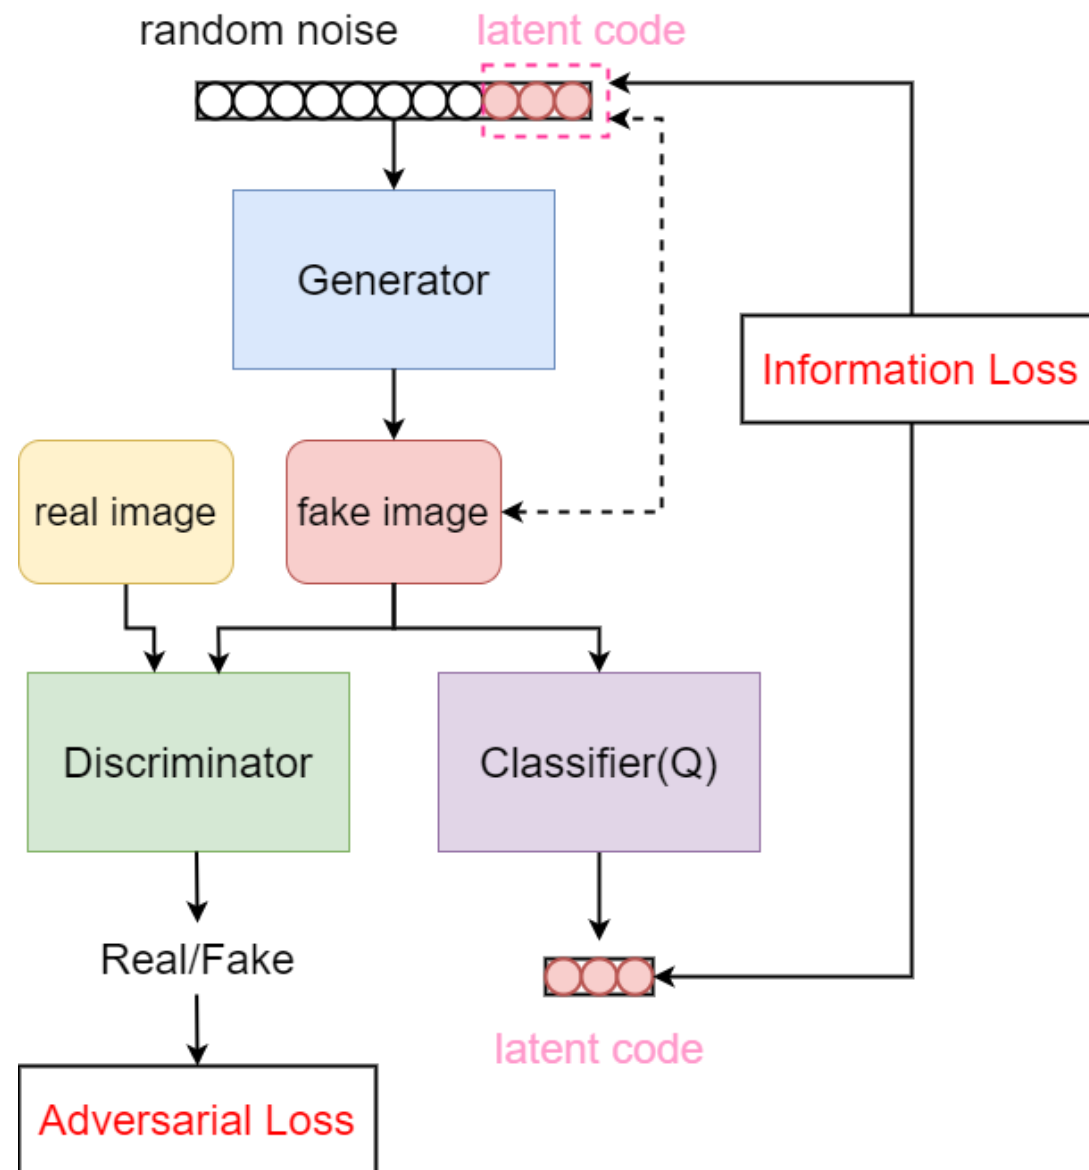 random noise
latent code
Generator
Information Loss
real image
fake image
Discriminator
Classifier(Q)
Real/Fake
latent code
Adversarial Loss